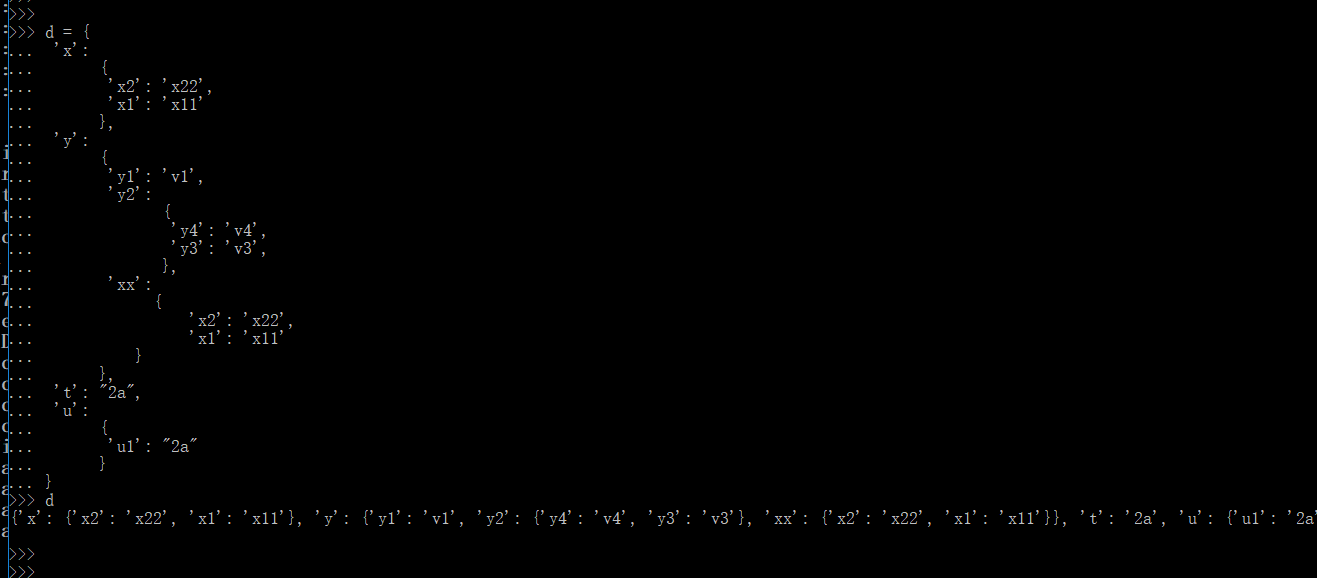 >>>
>>>
>>> d = {
... 'x':
...       {
...        'x2': 'x22',
...        'x1': 'x11'
...       },
... 'y':
...       {
...        'y1': 'v1',
...        'y2':
...              {
...               'y4': 'v4',
...               'y3': 'v3',
...              },
...        'xx':
...             {
...                 'x2': 'x22',
...                 'x1': 'x11'
...           }
...       },
... 't': "2a",
... 'u':
...       {
...        'u1': "2a"
...       }
... }
>>> d
{'x': {'x2': 'x22', 'x1': 'x11'}, 'y': {'y1': 'v1', 'y2': {'y4': 'v4', 'y3': 'v3'}, 'xx': {'x2': 'x22', 'x1': 'x11'}}, 't': '2a', 'u': {'u1': '2a'
>>>
>>>